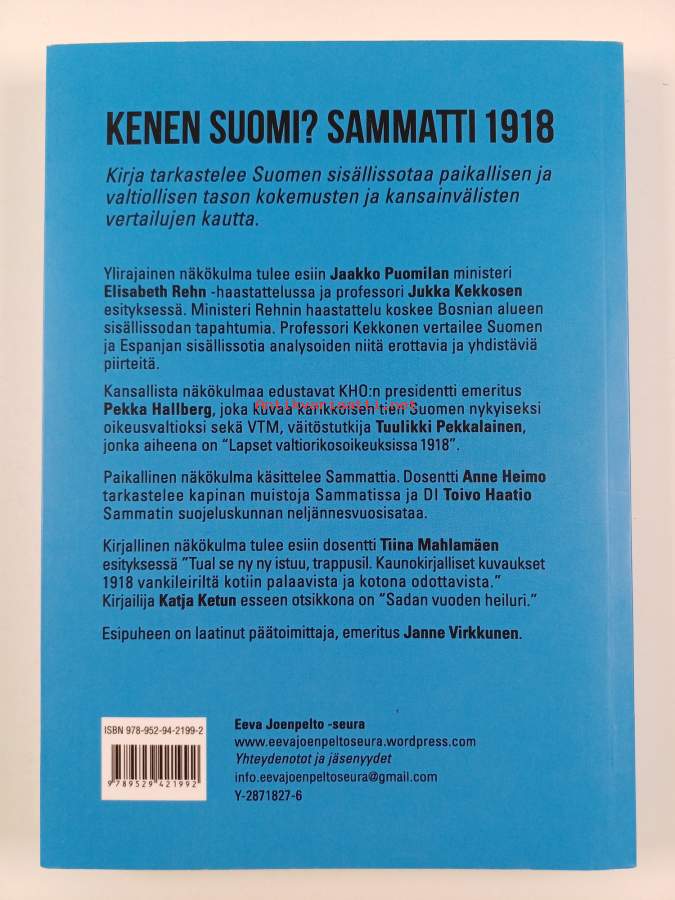 KENEN SUOMI? SAMMATTI 1918
Kirja tarkastelee Suomen sisällissotaa paikallisen ja
valtiollisen tason kokemusten ja kansainvälisten
vertailujen kautta.
Ylirajainen näkökulma tulee esiin Jaakko Puomilan ministeri
Elisabeth Rehn -haastattelussa ja professori Jukka Kekkosen
esityksessä. Ministeri Rehnin haastattelu koskee Bosnian alueen
sisällissodan tapahtumia. Professori Kekkonen vertailee Suomen
ja Espanjan sisällissotia analysoiden niitä erottavia ja yhdistäviä
piirteitä.
Kansallista näkökulmaa edustavat KHO:n presidentti emeritus
Antikvariaatti.net
Pekka Hallberg, joka kuvaa karikkoisen tien Suomen nykyiseksi
oikeusvaltioksi sekä VTM, väitöstutkija Tuulikki Pekkalainen,
jonka aiheena on "Lapset valtiorikosoikeuksissa 1918".
Paikallinen näkökulma käsittelee Sammattia. Dosentti Anne Heimo
tarkastelee kapinan muistoja Sammatissa ja DI Toivo Haatio
Sammatin suojeluskunnan neljännesvuosisataa.
Kirjallinen näkökulma tulee esiin dosentti Tiina Mahlamäen
esityksessä "Tual se ny ny istuu, trappusil. Kaunokirjalliset kuvaukset
1918 vankileiriltä kotiin palaavista ja kotona odottavista."
Kirjailija Katja Ketun esseen otsikkona on "Sadan vuoden heiluri."
Esipuheen on laatinut päätoimittaja, emeritus Janne Virkkunen.
ISBN 978-952-94-2199-2
9 789529 421992
Eeva Joenpelto -seura
www.eevajoenpeltoseura.wordpress.com
Yhteydenotot ja jäsenyydet
info.eevajoenpeltoseura@gmail.com
Y-2871827-6